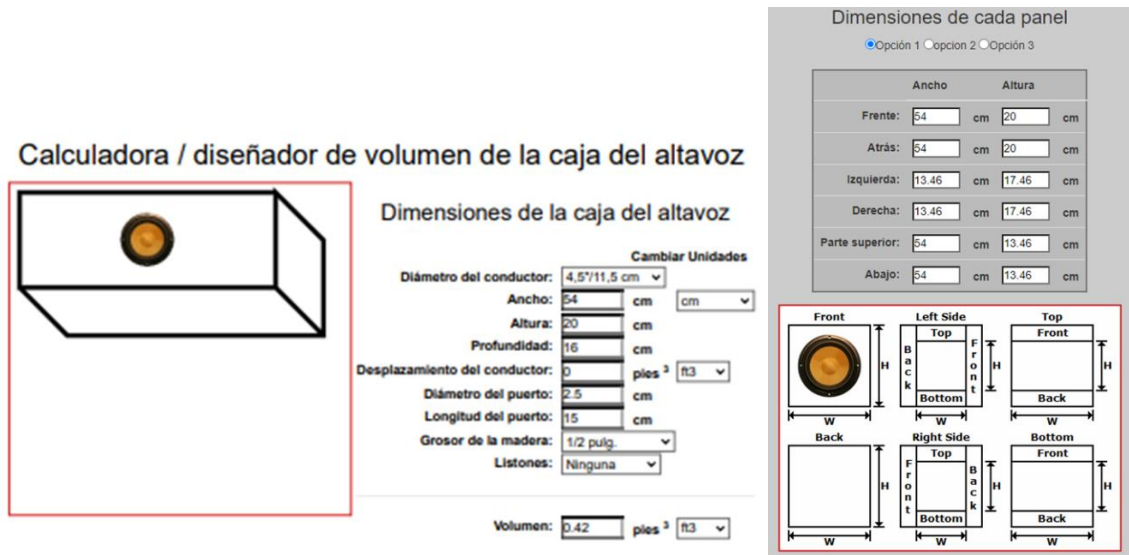 Calculadora / diseñador de volumen de la caja del altavoz
Dimensiones de la caja del altavoz
Cambiar Unidades
Diámetro del conductor: 4,5"/11,5 cm
Ancho: 54 cm cm
Altura: 20 cm
Profundidad: 16 cm
Desplazamiento del conductor: 0 pies ³ ft3
Diámetro del puerto: 2.5 cm
Longitud del puerto: 15 cm
Grosor de la madera: 1/2 pulg.
Listones: Ninguna
Volumen: 0.42 pies ³ ft3
Dimensiones de cada panel
Opción 1 opcion 2 Opción 3
Ancho Altura
Frente: 54 cm 20 cm
Atrás: 54 cm 20 cm
Izquierda: 13.46 cm 17.46 cm
Derecha: 13.46 cm 17.46 cm
Parte superior: 54 cm 13.46 cm
Abajo: 54 cm 13.46 cm
Front Left Side Top
Top Front
Back Front
H H H
Bottom Back
W W W
Back Right Side Bottom
Top Front
Front Back
H H H
Bottom Back
W W W